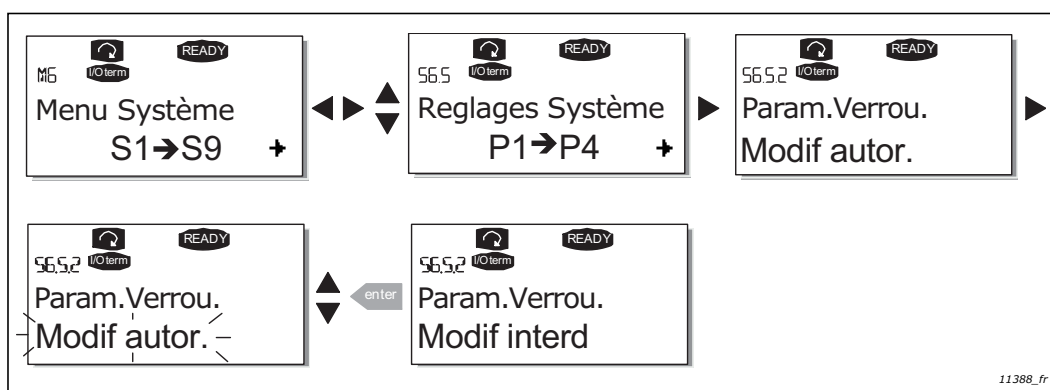 READY
M6 I/Oterm
Menu Système
S1➔S9 +
READY
S6.5 I/Oterm
Reglages Système
P1➔P4 +
READY
S6.5.2 I/Oterm
Param.Verrou.
Modif autor.
READY
S6.5.2 I/Oterm
Param.Verrou.
Modif autor.
enter
READY
S6.5.2 I/Oterm
Param.Verrou.
Modif interd
11388_fr